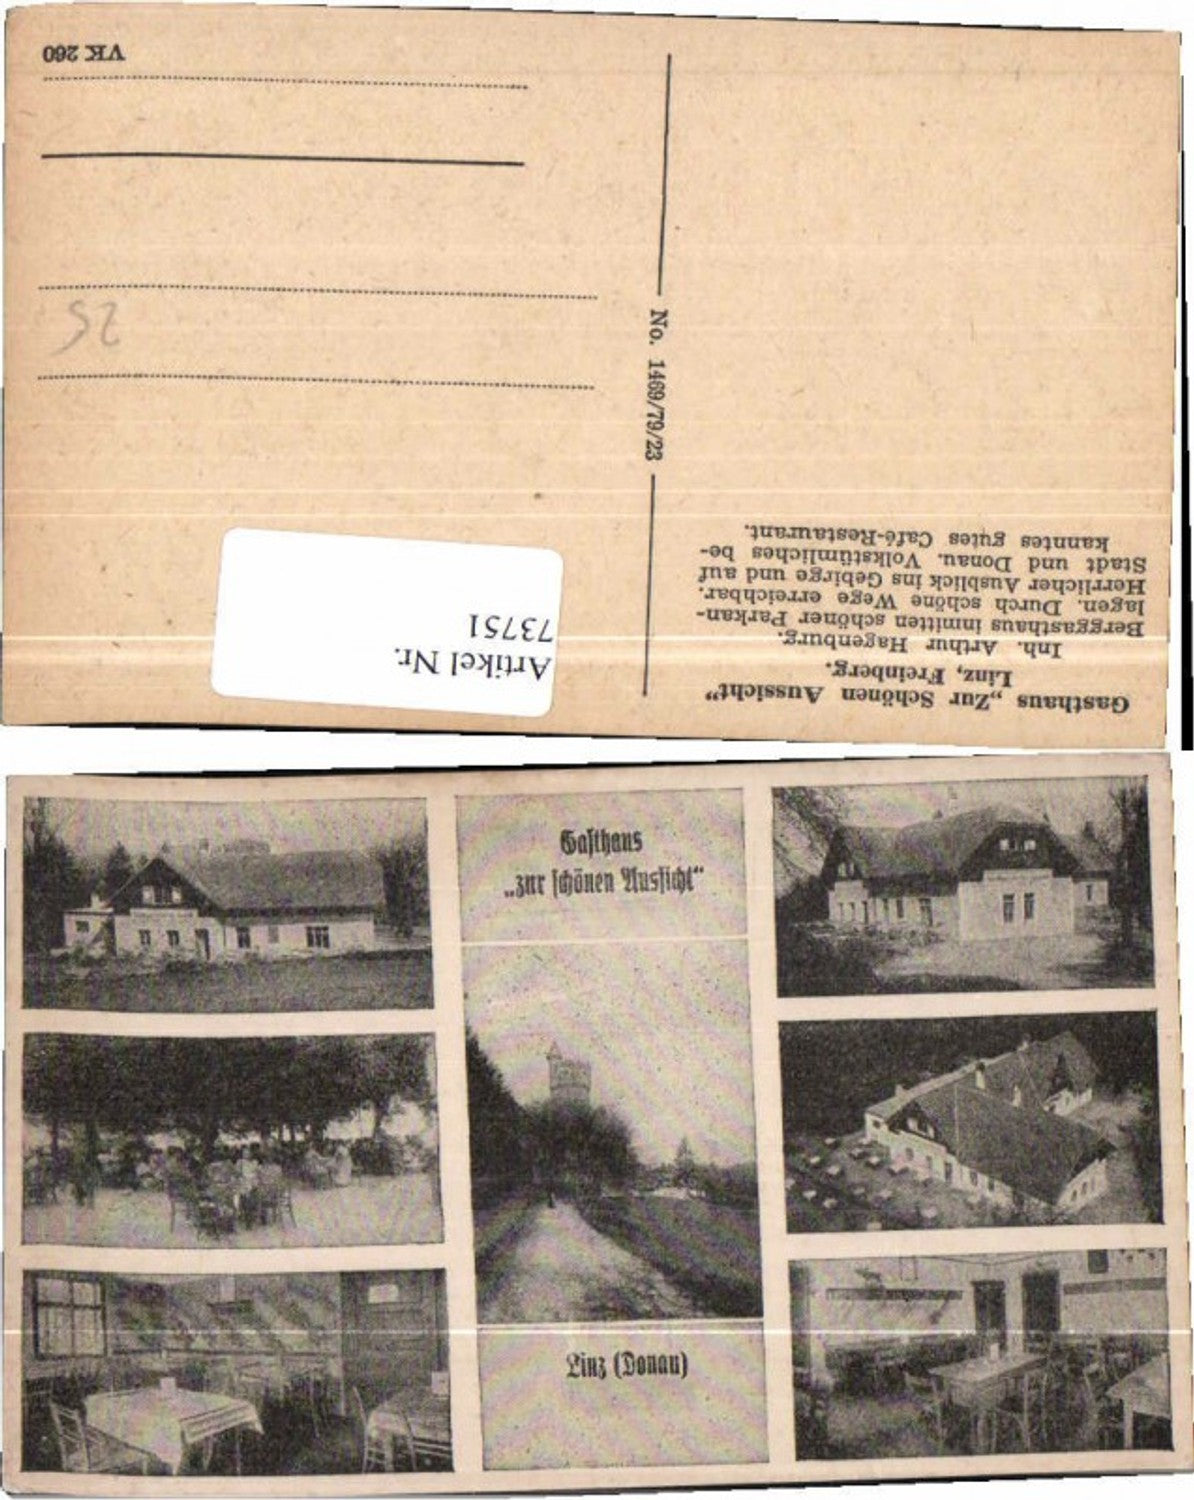 Gasthaus „Zur Schönen Aussicht"
Linz, Freinberg.
Inh. Arthur Hagenburg.
Berggasthaus inmitten schöner Parkan-
lagen. Durch schöne Wege erreichbar.
Herrlicher Ausblick ins Gebirge und auf
Stadt und Donau. Volkstümliches be-
kanntes gutes Café-Restaurant.
No. 1469/79/23
Artikel Nr.
73751
25
VK 260
Gasthaus
„zur schönen Aussicht"
Linz (Donau)